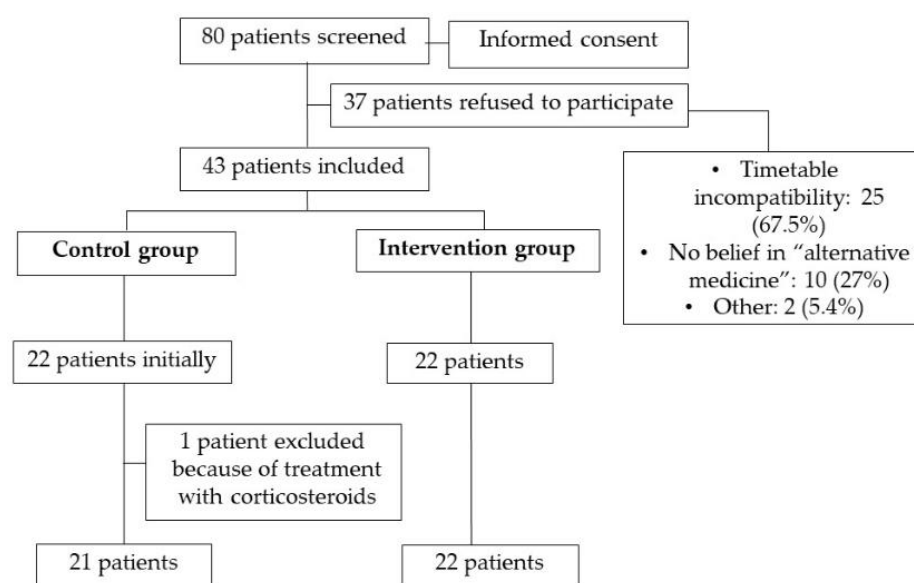 80 patients screened
Informed consent
37 patients refused to participate
43 patients included
• Timetable
incompatibility: 25
(67.5%)
• No belief in “alternative
medicine”: 10 (27%)
• Other: 2 (5.4%)
Control group
Intervention group
22 patients initially
22 patients
1 patient excluded
because of treatment
with corticosteroids
21 patients
22 patients